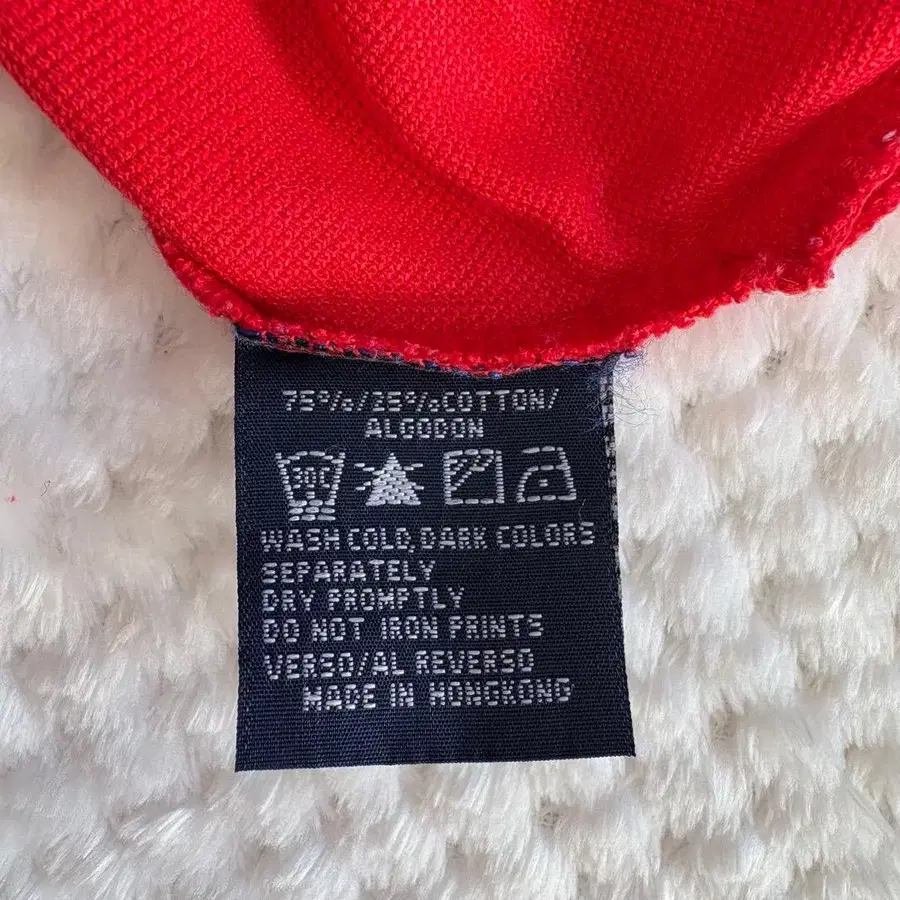 75%/25%COTTON/
ALGODON
30C
WASH COLD, DARK COLORS
SEPARATELY
DRY PROMPTLY
DO NOT IRON PRINTS
VERSO/AL REVERSO
MADE IN HONGKONG